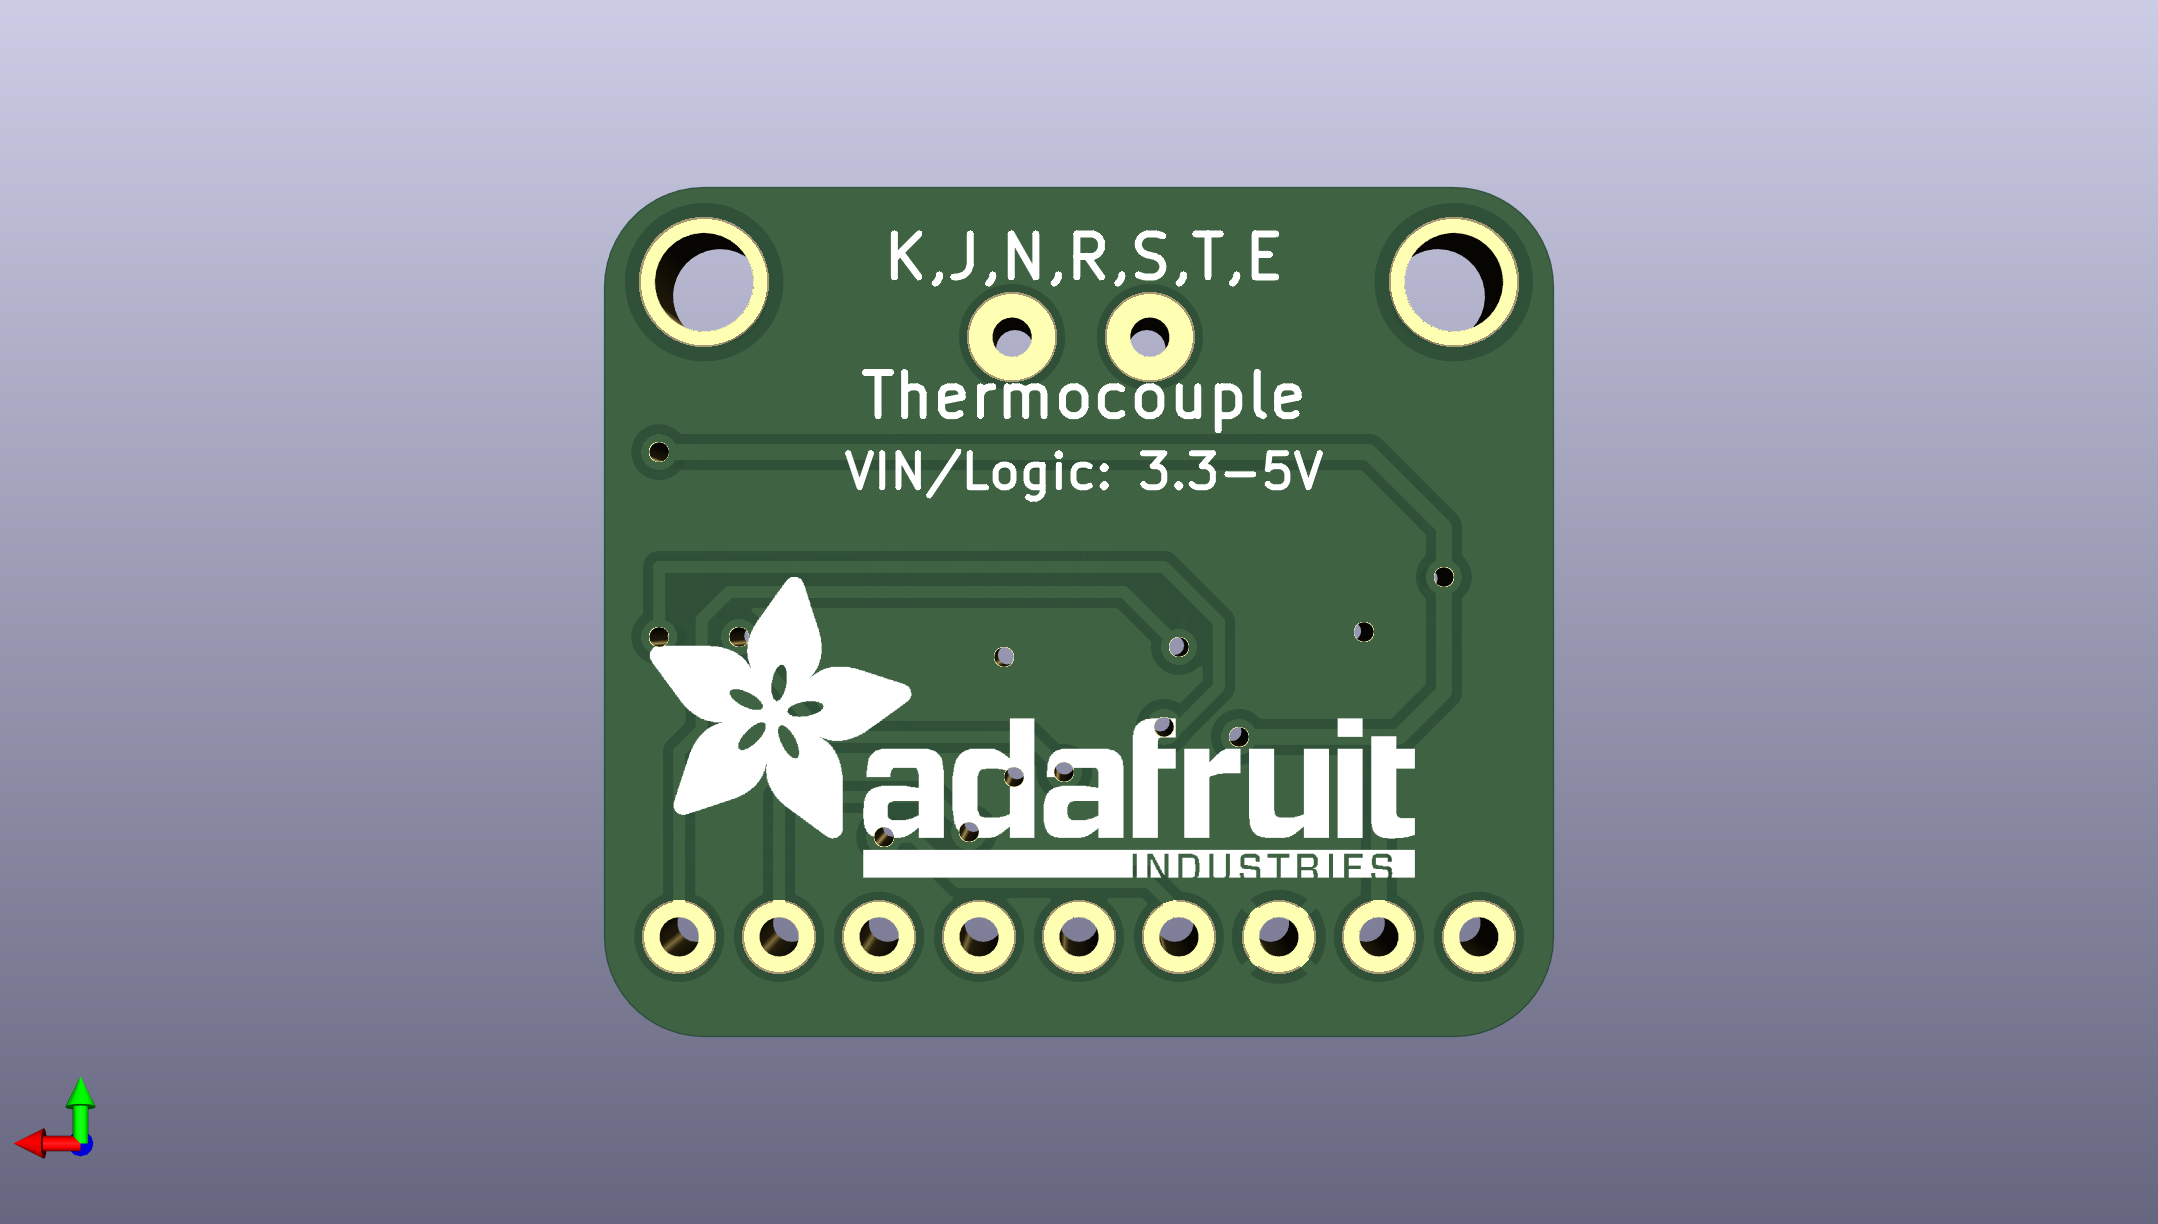 K,J,N,R,S,T,E
Thermocouple
VIN/Logic: 3.3-5V
adafruit
INDUSTRIES